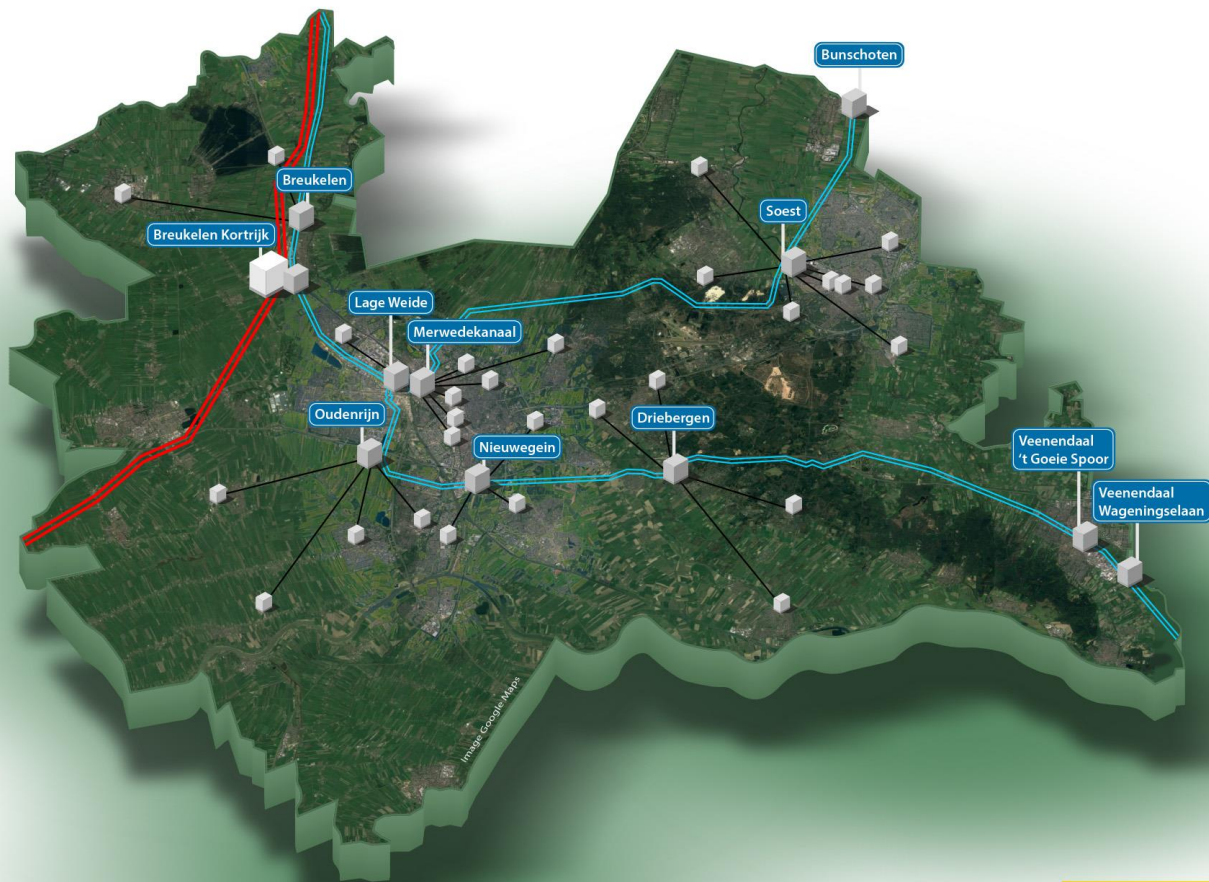 Bunschoten
Breukelen
Soest
Breukelen Kortrijk
Lage Weide
Merwedekanaal
Oudenrijn
Nieuwegein
Driebergen
Veenendaal
‘t Goeie Spoor
Veenendaal
Wageningselaan
Image Google Maps